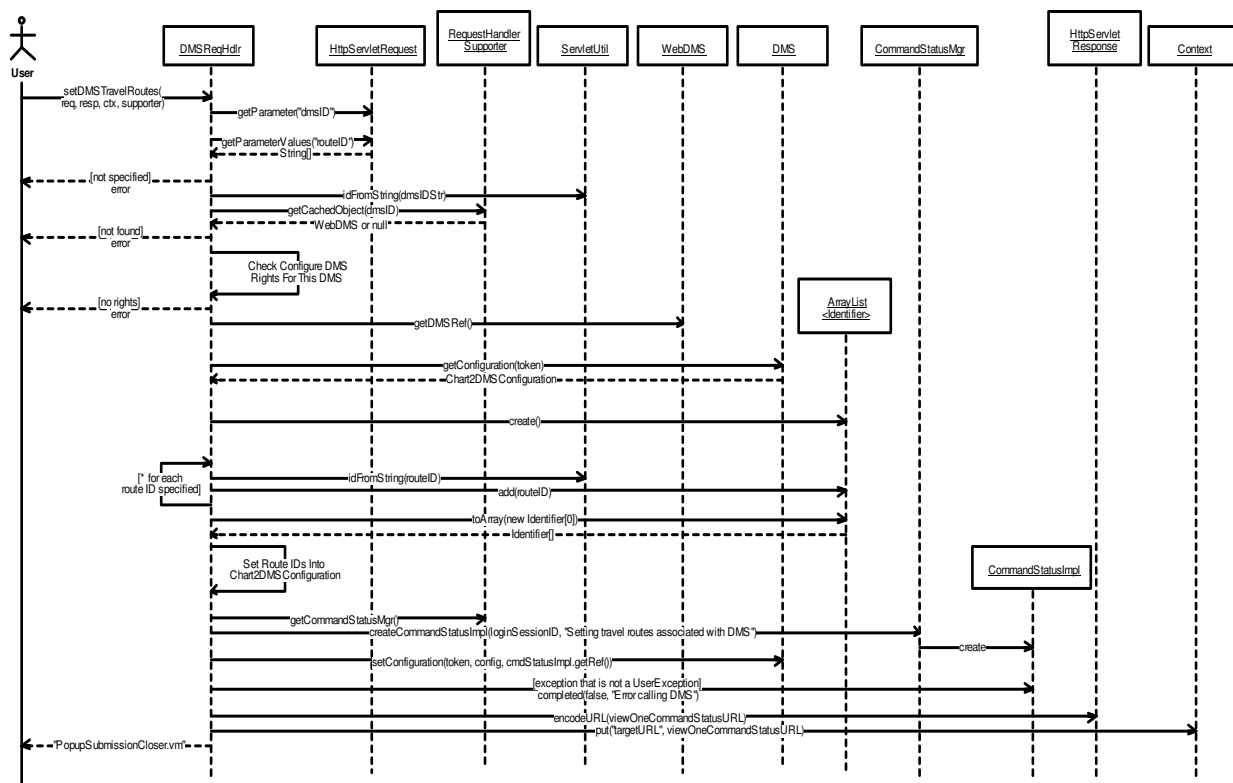 User
DMSReqHdlr
HttpServletRequest
RequestHandler
Supporter
ServletUtil
WebDMS
DMS
CommandStatusMgr
HttpServlet
Response
Context
setDMSTravelRoutes(
req, resp, ctx, supporter)
getParameter("dmsID")
getParameterValues("routeID")
String[]
[not specified]
error
idFromString(dmsIDStr)
getCachedObject(dmsID)
WebDMS or null
[not found]
error
Check Configure DMS
Rights For This DMS
[no rights]
error
ArrayList
<Identifier>
getDMSRef()
getConfiguration(token)
Chart2DMSConfiguration
create()
[* for each
route ID specified]
idFromString(routeID)
add(routeID)
toArray(new Identifier[0])
Identifier[]
Set Route IDs Into
Chart2DMSConfiguration
CommandStatusImpl
getCommandStatusMgr()
createCommandStatusImpl(loginSessionID, "Setting travel routes associated with DMS")
create
setConfiguration(token, config, cmdStatusImpl.getRef())
[exception that is not a UserException]
completed(false, "Error calling DMS")
encodeURL(viewOneCommandStatusURL)
put("targetURL", viewOneCommandStatusURL)
"PopupSubmissionCloser.vm"